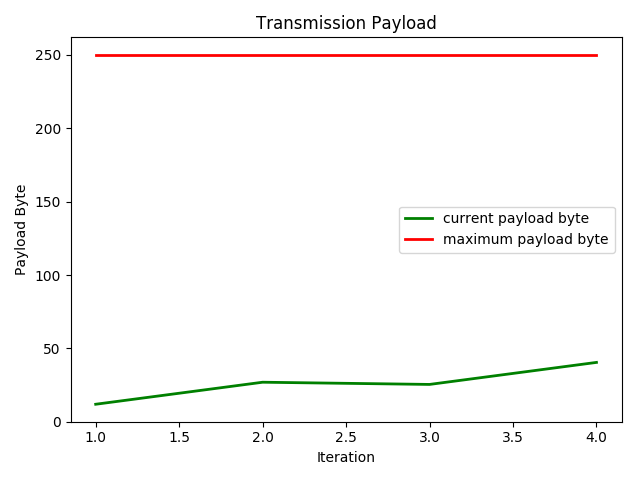 Transmission Payload
Payload Byte
250
200
150
100
50
0
current payload byte
maximum payload byte
1.0 1.5 2.0 2.5 3.0 3.5 4.0
Iteration